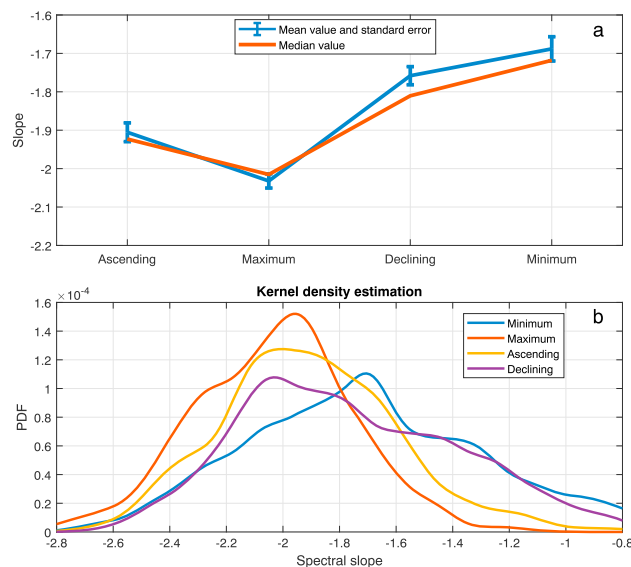 -1.6
-1.7
-1.8
-1.9
-2
-2.1
-2.2
Slope
Mean value and standard error
Median value
a
Ascending Maximum Declining Minimum
Kernel density estimation
×10⁻⁴
1.6
1.4
1.2
1
0.8
0.6
0.4
0.2
0
PDF
b
Minimum
Maximum
Ascending
Declining
-2.8 -2.6 -2.4 -2.2 -2 -1.8 -1.6 -1.4 -1.2 -1 -0.8
Spectral slope